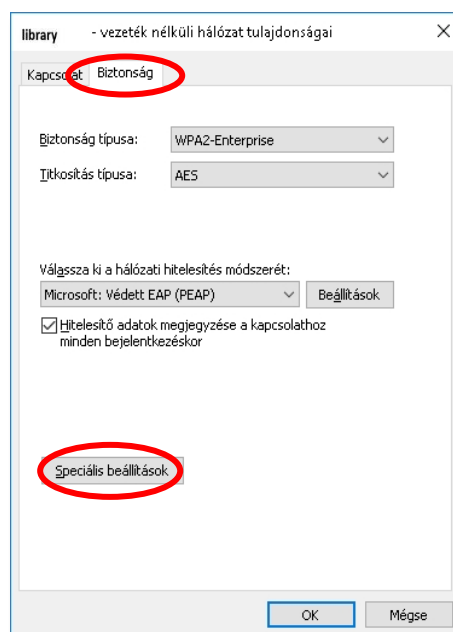 library - vezeték nélküli hálózat tulajdonságai
Kapcsolat Biztonság
Biztonság típusa: WPA2-Enterprise
Titkosítás típusa: AES
Válassza ki a hálózati hitelesítés módszerét:
Microsoft: Védett EAP (PEAP) Beállítások
Hitelesítő adatok megjegyzése a kapcsolathoz
minden bejelentkezéskor
Speciális beállítások
OK Mégse